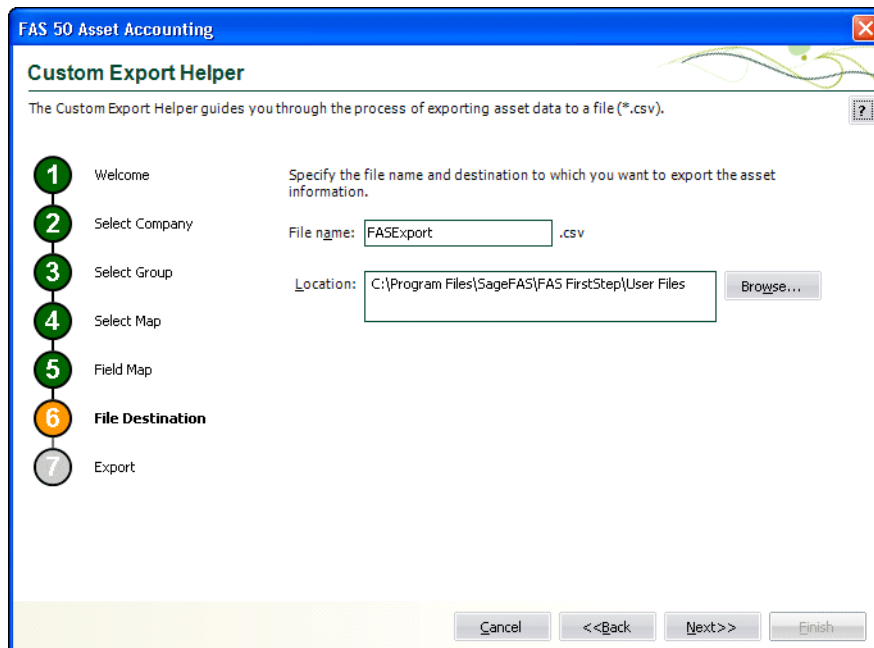 FAS 50 Asset Accounting
Custom Export Helper
The Custom Export Helper guides you through the process of exporting asset data to a file (*.csv).
?
1 Welcome
2 Select Company
3 Select Group
4 Select Map
5 Field Map
6 File Destination
7 Export
Specify the file name and destination to which you want to export the asset
information.
File name: FASExport .csv
Location: C:\Program Files\SageFAS\FAS FirstStep\User Files Browse...
Cancel <<Back Next>> Finish